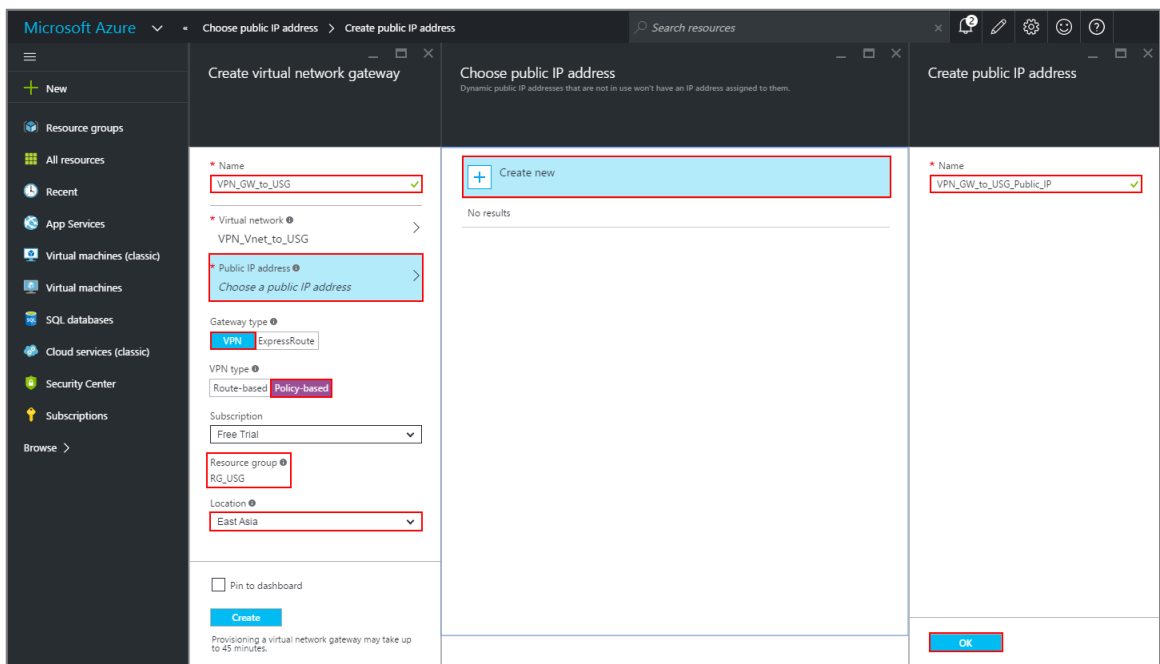 Microsoft Azure
« Choose public IP address > Create public IP address
Search resources
2
New
Resource groups
All resources
Recent
App Services
Virtual machines (classic)
Virtual machines
SQL databases
Cloud services (classic)
Security Center
Subscriptions
Browse >
Create virtual network gateway
* Name
VPN_GW_to_USG
* Virtual network
VPN_Vnet_to_USG
* Public IP address
Choose a public IP address
Gateway type
VPN ExpressRoute
VPN type
Route-based Policy-based
Subscription
Free Trial
Resource group
RG_USG
Location
East Asia
Pin to dashboard
Create
Provisioning a virtual network gateway may take up
to 45 minutes.
Choose public IP address
Dynamic public IP addresses that are not in use won't have an IP address assigned to them.
Create new
No results
Create public IP address
* Name
VPN_GW_to_USG_Public_IP
OK